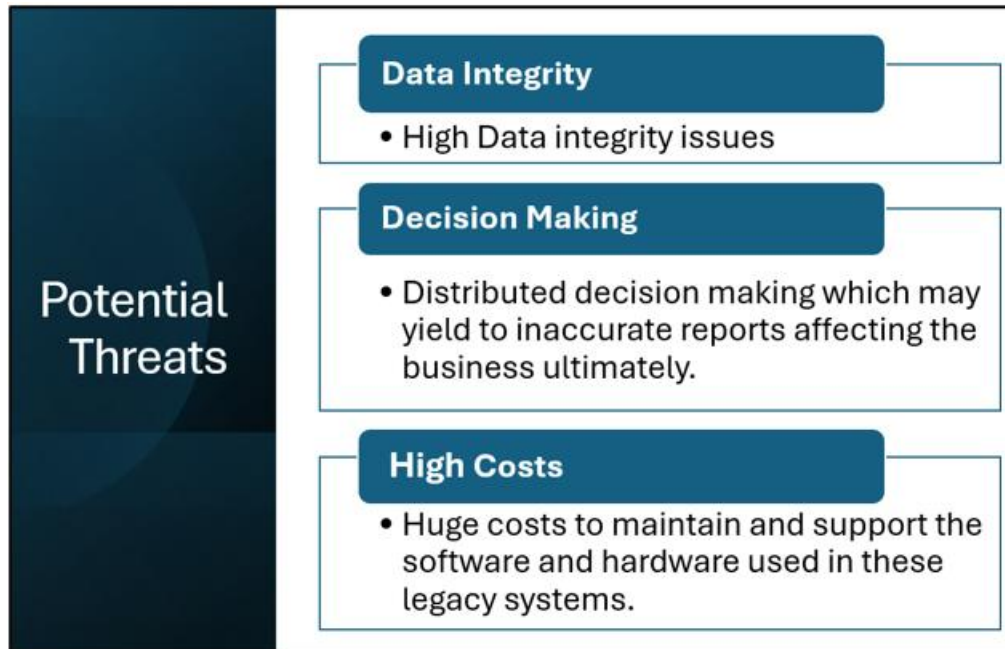 Potential
Threats
Data Integrity
• High Data integrity issues
Decision Making
• Distributed decision making which may
yield to inaccurate reports affecting the
business ultimately.
High Costs
• Huge costs to maintain and support the
software and hardware used in these
legacy systems.